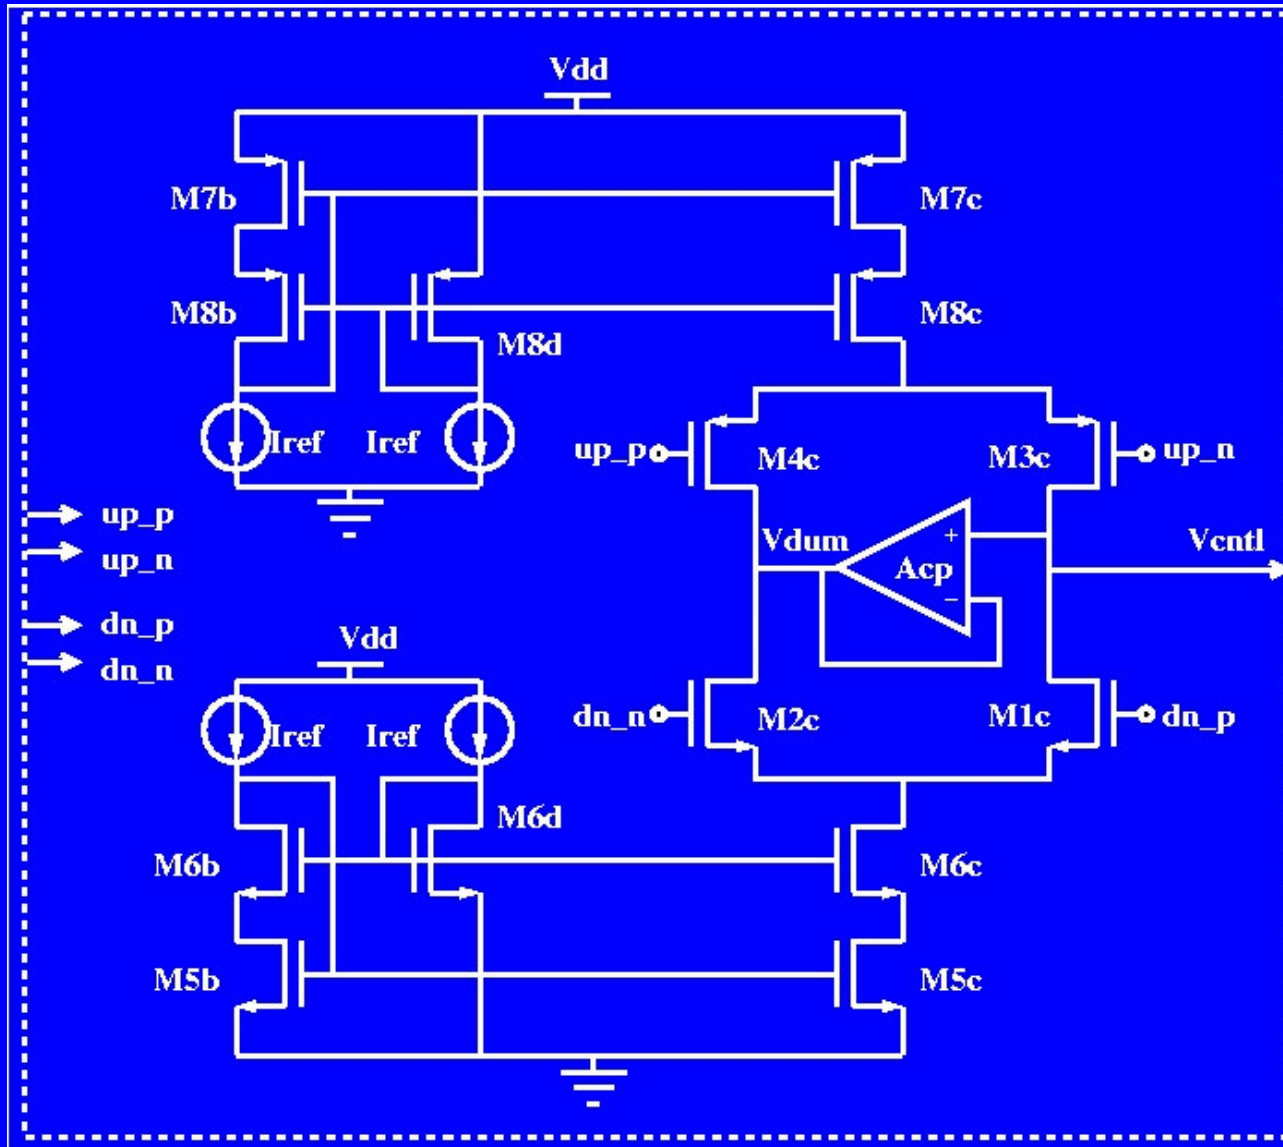 Vdd
M7b
M7c
M8b
M8c
M8d
Iref
Iref
up_p
M4c
M3c
up_n
up_p
up_n
dn_p
dn_n
Vdum
+
Acp
−
Vcntl
Vdd
Iref
Iref
dn_n
M2c
M1c
dn_p
M6d
M6b
M6c
M5b
M5c